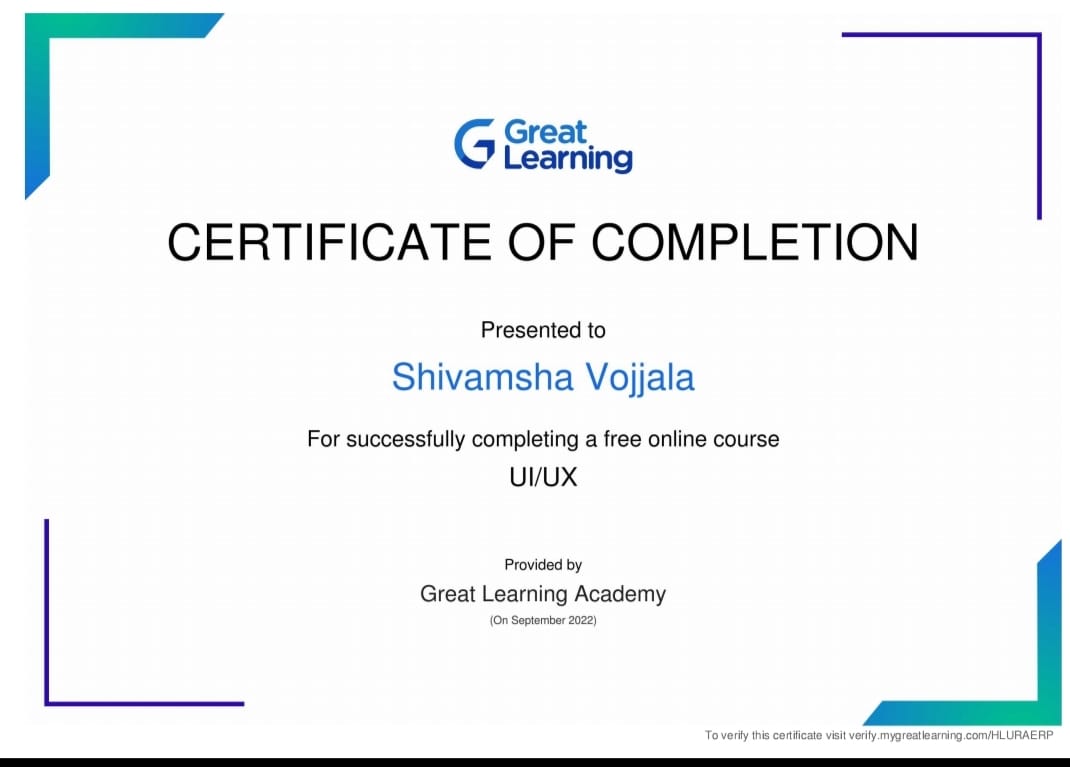 Great
Learning
CERTIFICATE OF COMPLETION
Presented to
Shivamsha Vojjala
For successfully completing a free online course
UI/UX
Provided by
Great Learning Academy
(On September 2022)
To verify this certificate visit verify.mygreatlearning.com/HLURAERP